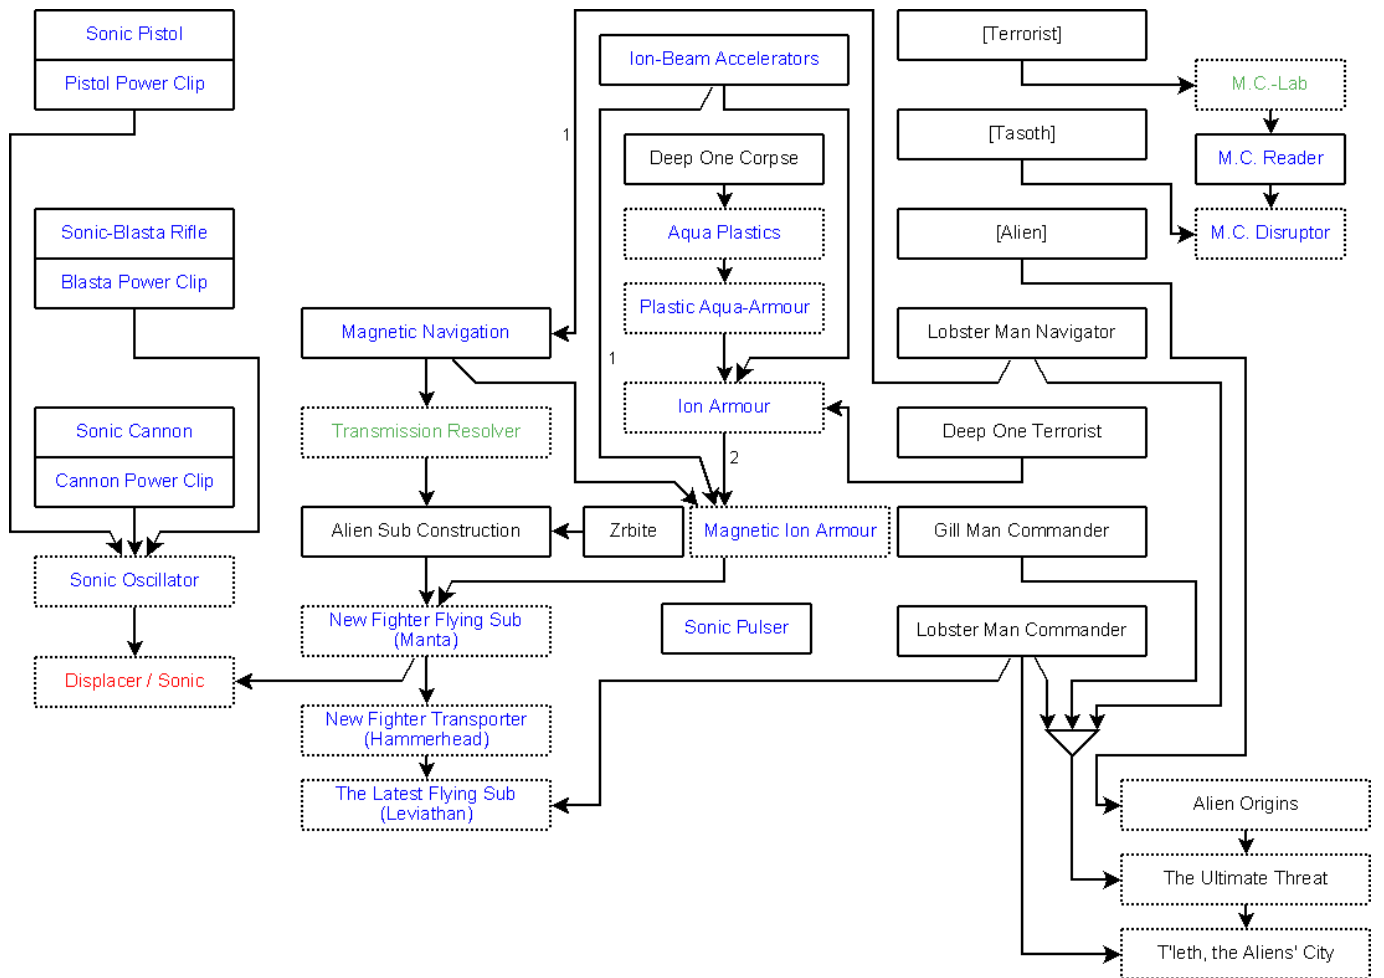 Sonic Pistol
Pistol Power Clip
Ion-Beam Accelerators
[Terrorist]
M.C.-Lab
1
[Tasoth]
Deep One Corpse
M.C. Reader
Sonic-Blasta Rifle
Aqua Plastics
[Alien]
M.C. Disruptor
Blasta Power Clip
Plastic Aqua-Armour
Magnetic Navigation
Lobster Man Navigator
1
Ion Armour
Sonic Cannon
Transmission Resolver
Deep One Terrorist
2
Cannon Power Clip
Alien Sub Construction
Zrbite
Magnetic Ion Armour
Gill Man Commander
Sonic Oscillator
New Fighter Flying Sub
(Manta)
Sonic Pulser
Lobster Man Commander
Displacer / Sonic
New Fighter Transporter
(Hammerhead)
The Latest Flying Sub
(Leviathan)
Alien Origins
The Ultimate Threat
T'leth, the Aliens' City